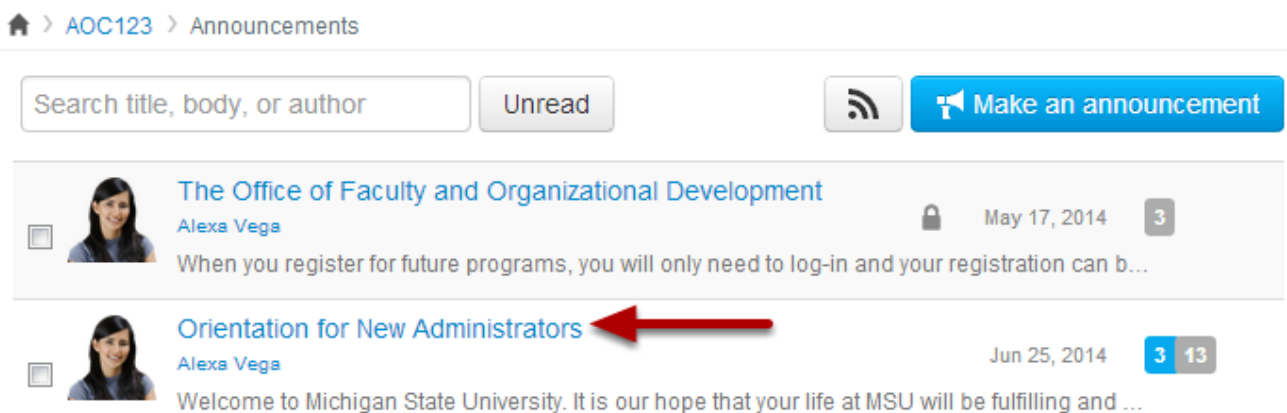 AOC123 Announcements
Search title, body, or author Unread Make an announcement
The Office of Faculty and Organizational Development
Alexa Vega May 17, 2014 3
When you register for future programs, you will only need to log-in and your registration can b...
Orientation for New Administrators
Alexa Vega Jun 25, 2014 3 13
Welcome to Michigan State University. It is our hope that your life at MSU will be fulfilling and ...